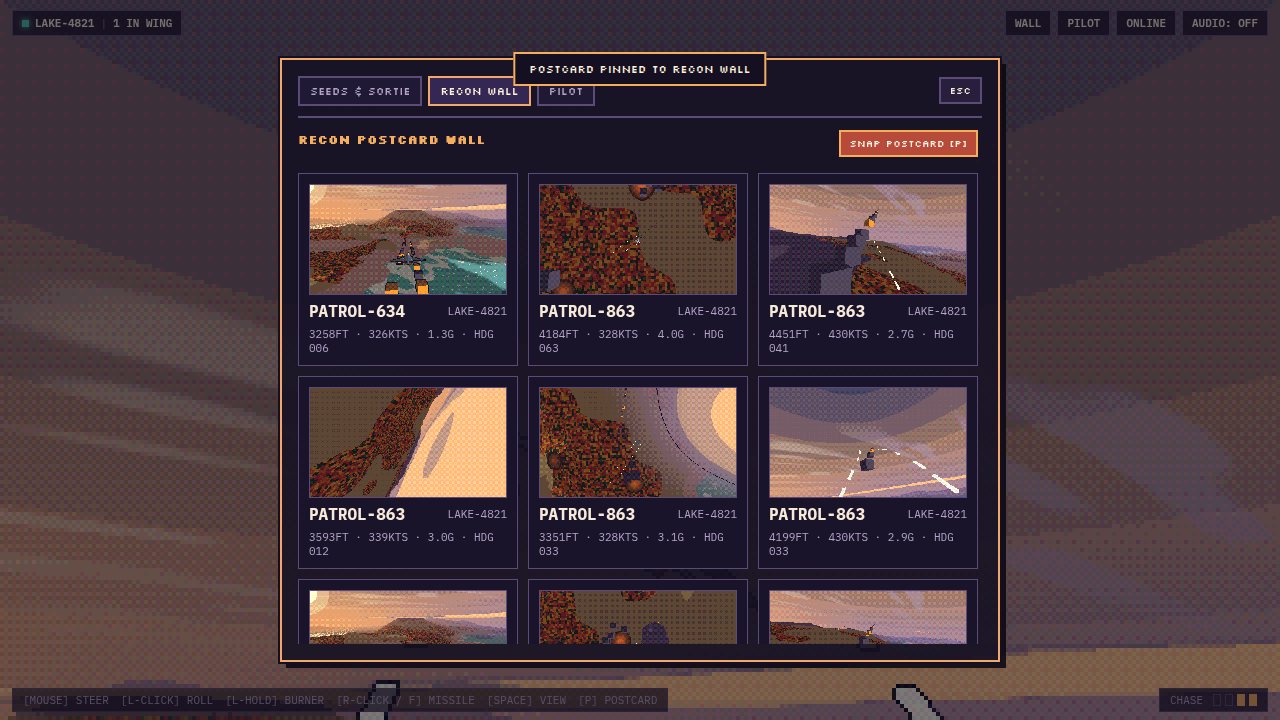 LAKE-4821 | 1 IN WING
WALL
PILOT
ONLINE
AUDIO: OFF
POSTCARD PINNED TO RECON WALL
SEEDS & SORTIE
RECON WALL
PILOT
ESC
RECON POSTCARD WALL
SNAP POSTCARD [P]
PATROL-634 LAKE-4821
3258FT · 326KTS · 1.3G · HDG
006
PATROL-863 LAKE-4821
4184FT · 328KTS · 4.0G · HDG
063
PATROL-863 LAKE-4821
4451FT · 430KTS · 2.7G · HDG
041
PATROL-863 LAKE-4821
3593FT · 339KTS · 3.0G · HDG
012
PATROL-863 LAKE-4821
3351FT · 328KTS · 3.1G · HDG
033
PATROL-863 LAKE-4821
4199FT · 430KTS · 2.9G · HDG
033
[MOUSE] STEER [L-CLICK] ROLL [L-HOLD] BURNER [R-CLICK / F] MISSILE [SPACE] VIEW [P] POSTCARD
CHASE